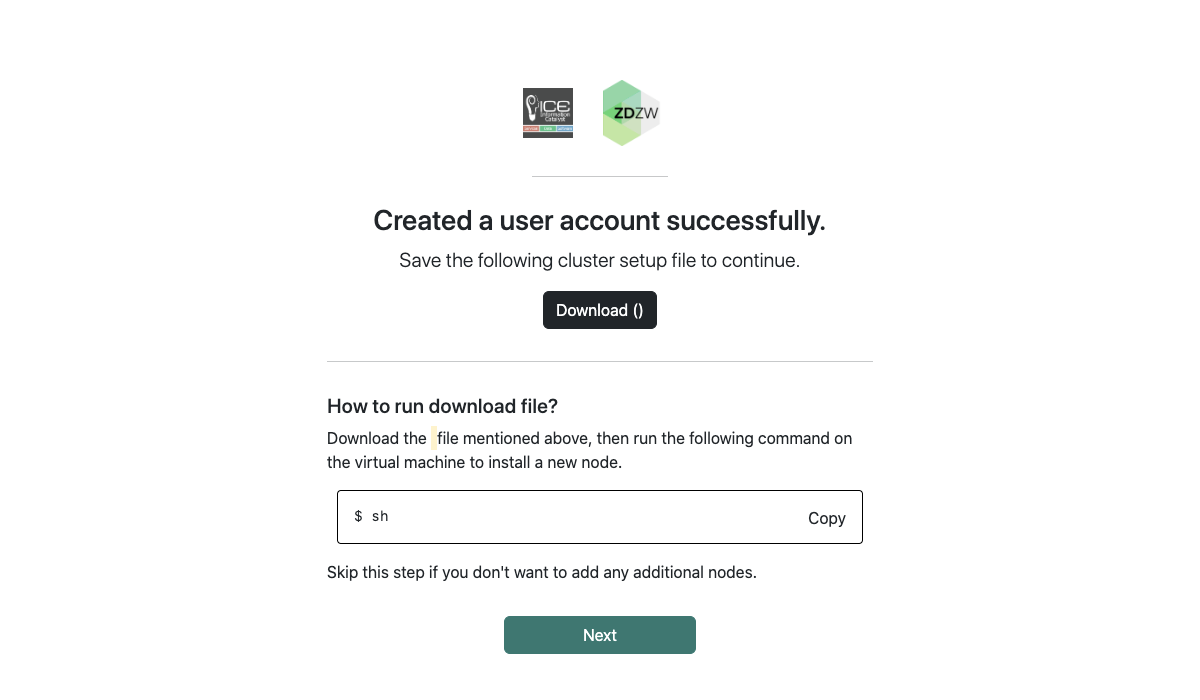 ICE
Information
Catalyst
ZDZW
Created a user account successfully.
Save the following cluster setup file to continue.
Download ()
How to run download file?
Download the file mentioned above, then run the following command on
the virtual machine to install a new node.
$ sh
Copy
Skip this step if you don't want to add any additional nodes.
Next